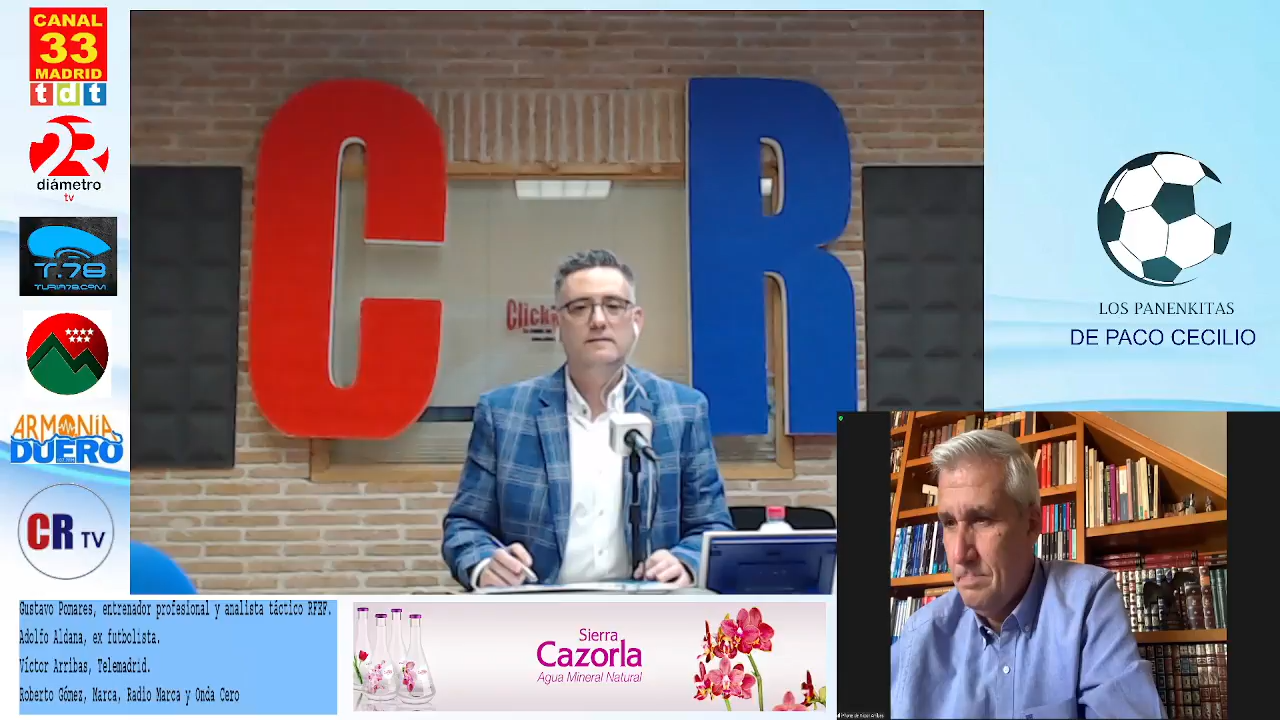 CANAL
33
MADRID
tdt
2R
diámetro
tv
T.78
TURIA78.COM
ARMONÍA
DUERO
CR TV
C R
Click
LOS PANENKITAS
DE PACO CECILIO
Gustavo Pomares, entrenador profesional y analista táctico RFEF.
Adolfo Aldana, ex futbolista.
Víctor Arribas, Telemadrid.
Roberto Gómez, Marca, Radio Marca y Onda Cero
Sierra
Cazorla
Agua Mineral Natural